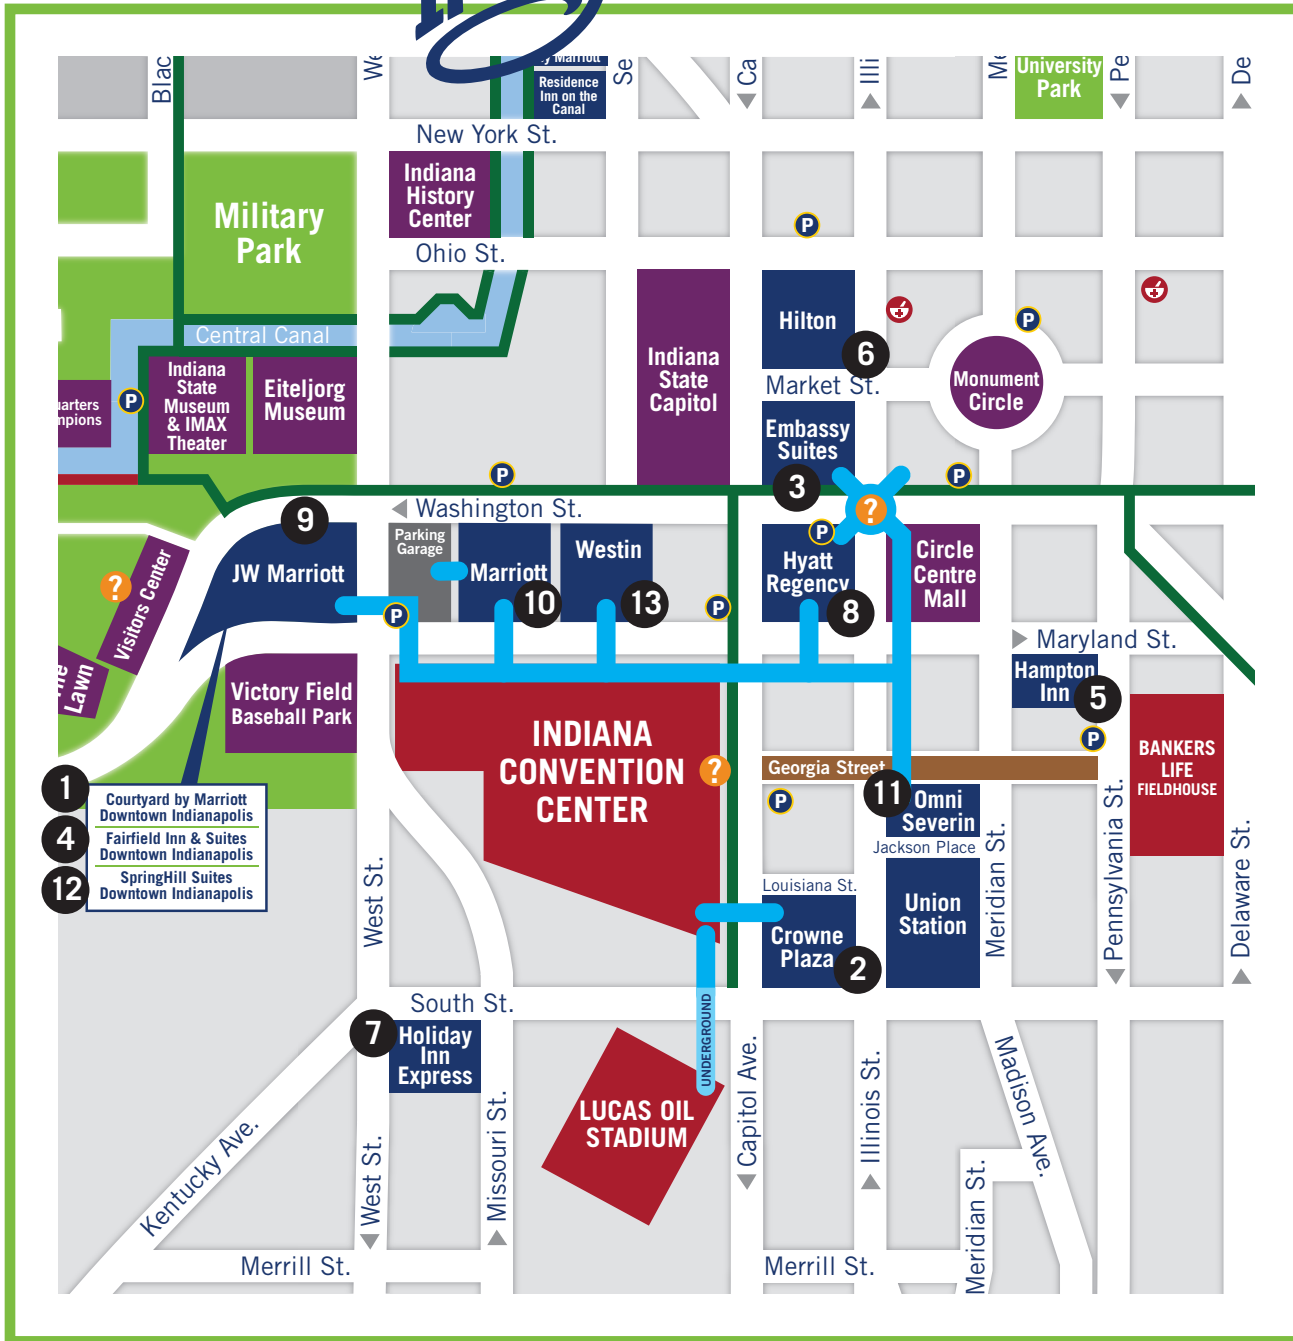 by Marriott
Residence
Inn on the
Canal
University
Park
New York St.
Indiana
History
Center
Military
Park
Ohio St.
P
Central Canal
Hilton
6
P
Indiana
State
Museum
& IMAX
Theater
Eiteljorg
Museum
P
Indiana
State
Capitol
Market St.
Monument
Circle
Embassy
Suites
3
P
P
Washington St.
?
9
JW Marriott
Parking
Garage
Marriott
10
Westin
13
P
P
P
Hyatt
Regency
8
Circle
Centre
Mall
?
Visitors Center
Lawn
Maryland St.
Hampton
Inn
5
P
Victory Field
Baseball Park
INDIANA
CONVENTION
CENTER
?
Georgia Street
P
11
Omni
Severin
Jackson Place
BANKERS
LIFE
FIELDHOUSE
1
Courtyard by Marriott
Downtown Indianapolis
4
Fairfield Inn & Suites
Downtown Indianapolis
12
SpringHill Suites
Downtown Indianapolis
West St.
Louisiana St.
Crowne
Plaza
2
Union
Station
Meridian St.
Pennsylvania St.
Delaware St.
South St.
7
Holiday
Inn
Express
UNDERGROUND
LUCAS OIL
STADIUM
Kentucky Ave.
West St.
Missouri St.
Capitol Ave.
Illinois St.
Madison Ave.
Meridian St.
Merrill St.
Merrill St.